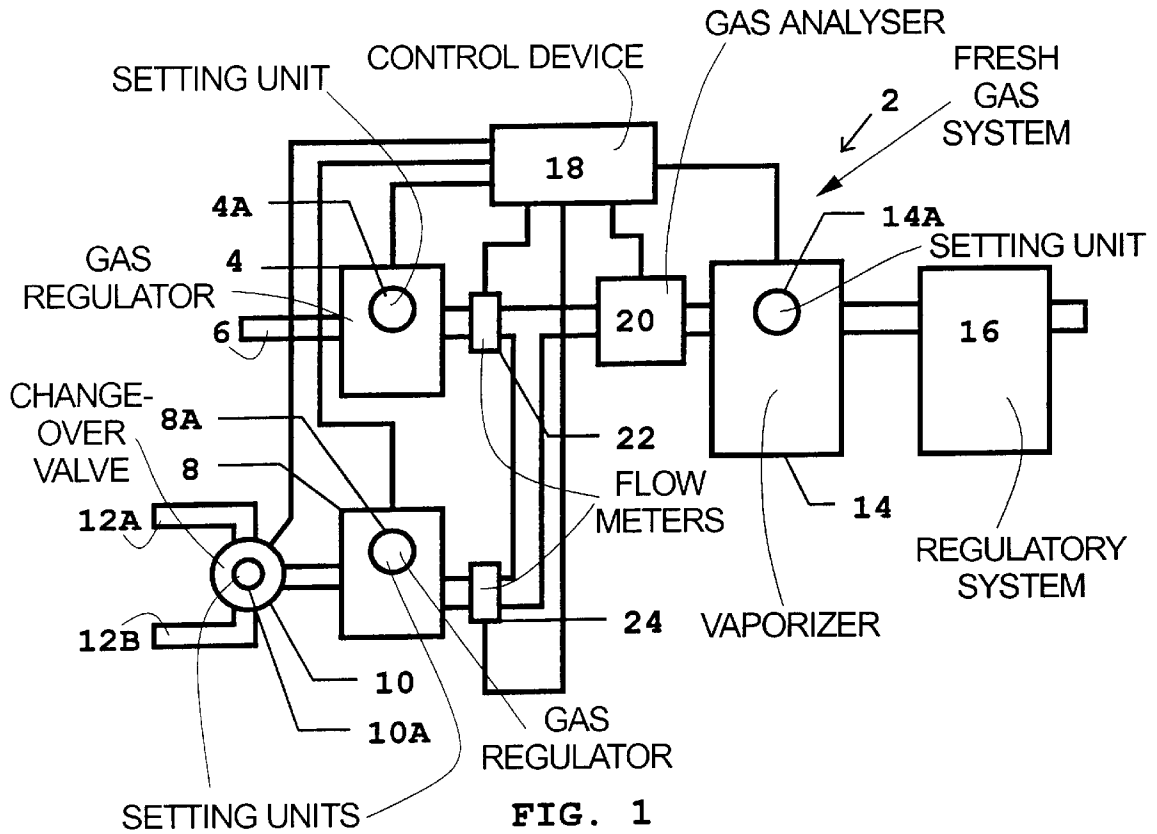 GAS ANALYSER
CONTROL DEVICE
FRESH
GAS
SYSTEM
SETTING UNIT
2
18
4A
14A
SETTING UNIT
GAS
REGULATOR
4
6
20
16
CHANGE-
OVER
VALVE
8A
8
22
FLOW
METERS
14
12A
REGULATORY
SYSTEM
12B
24
VAPORIZER
10
10A
GAS
REGULATOR
SETTING UNITS
FIG. 1